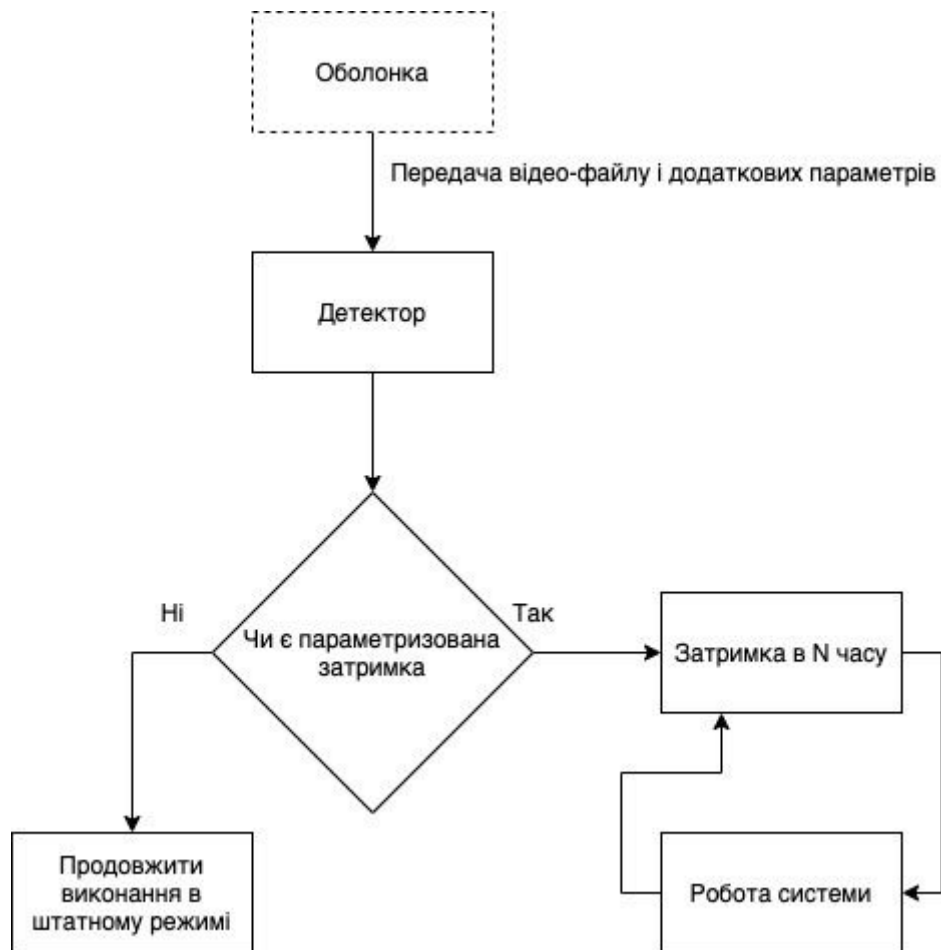 Оболонка
Передача відео-файлу і додаткових параметрів
Детектор
Ні
Так
Чи є параметризована
затримка
Затримка в N часу
Продовжити
виконання в
штатному режимі
Робота системи